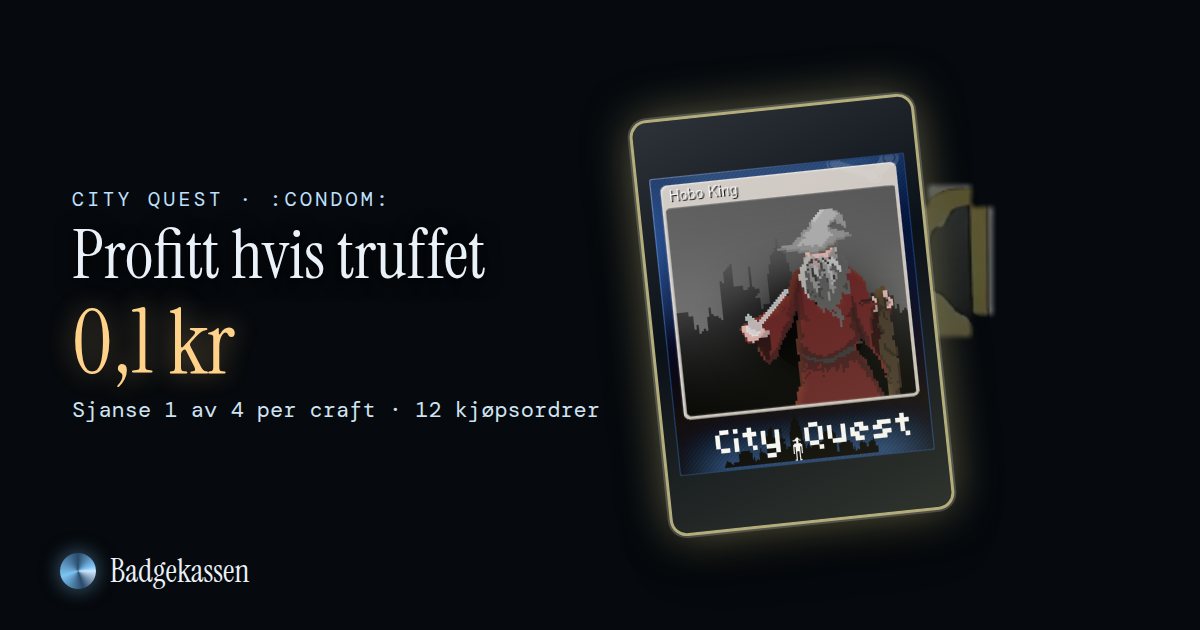 CITY QUEST · :CONDOM:
Profitt hvis truffet
0,1 kr
Sjanse 1 av 4 per craft · 12 kjøpsordrer
Hobo King
City Quest
Badgekassen